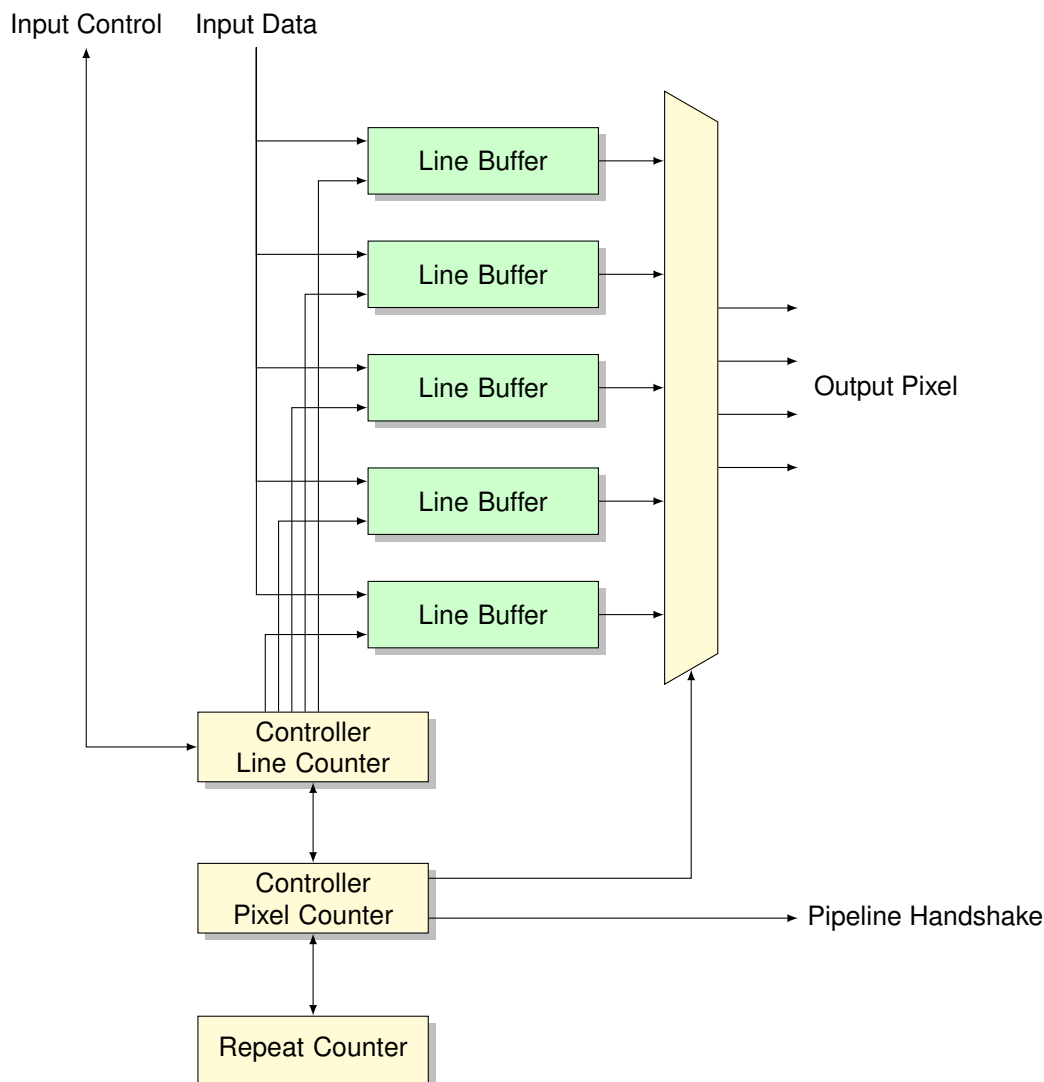 Input Control
Input Data
Line Buffer
Line Buffer
Line Buffer
Output Pixel
Line Buffer
Line Buffer
Controller
Line Counter
Controller
Pixel Counter
Pipeline Handshake
Repeat Counter